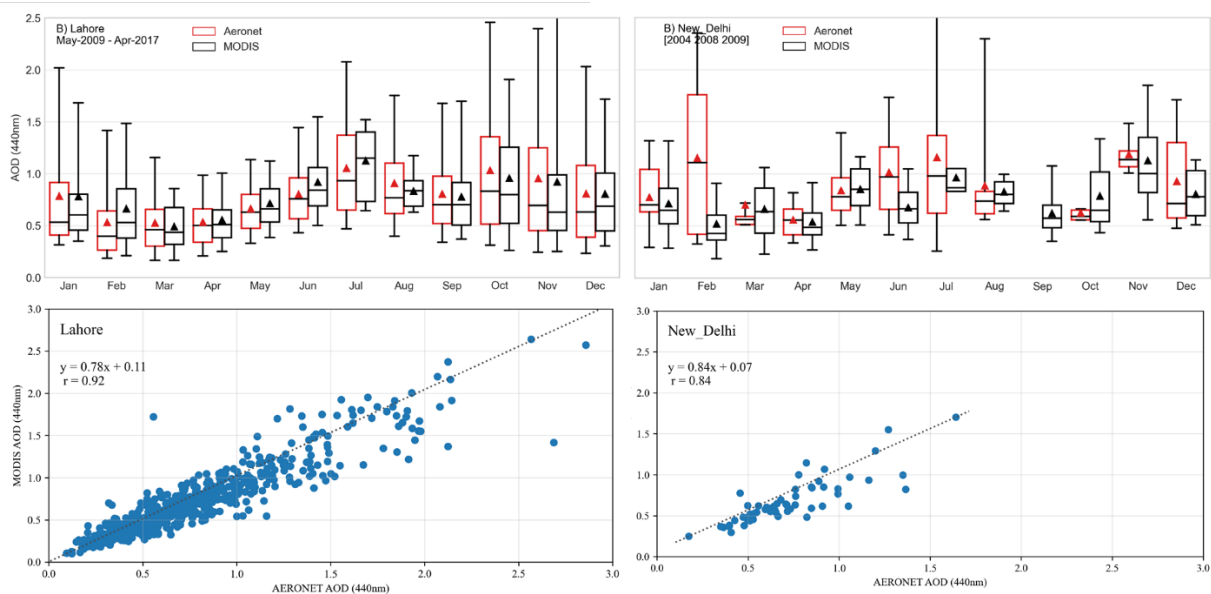 B) Lahore
May-2009 - Apr-2017
Aeronet
MODIS
AOD (440nm)
2.5
2.0
1.5
1.0
0.5
0.0
Jan Feb Mar Apr May Jun Jul Aug Sep Oct Nov Dec
B) New_Delhi
[2004 2008 2009]
Aeronet
MODIS
Jan Feb Mar Apr May Jun Jul Aug Sep Oct Nov Dec
Lahore
y = 0.78x + 0.11
r = 0.92
MODIS AOD (440nm)
3.0
2.5
2.0
1.5
1.0
0.5
0.0
0.0 0.5 1.0 1.5 2.0 2.5 3.0
AERONET AOD (440nm)
New_Delhi
y = 0.84x + 0.07
r = 0.84
3.0
2.5
2.0
1.5
1.0
0.5
0.0
0.0 0.5 1.0 1.5 2.0 2.5 3.0
AERONET AOD (440nm)